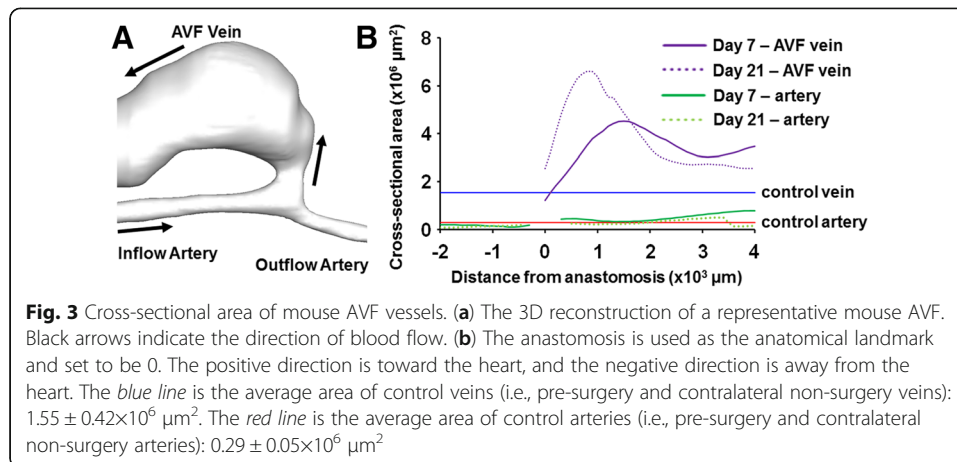 A
AVF Vein
Inflow Artery
Outflow Artery
B
Cross-sectional area (x10⁶ µm²)
8
6
4
2
0
-2 -1 0 1 2 3 4
Distance from anastomosis (x10³ µm)
Day 7 – AVF vein
Day 21 – AVF vein
Day 7 – artery
Day 21 – artery
control vein
control artery
Fig. 3 Cross-sectional area of mouse AVF vessels. (a) The 3D reconstruction of a representative mouse AVF.
Black arrows indicate the direction of blood flow. (b) The anastomosis is used as the anatomical landmark
and set to be 0. The positive direction is toward the heart, and the negative direction is away from the
heart. The blue line is the average area of control veins (i.e., pre-surgery and contralateral non-surgery veins):
1.55 ± 0.42×10⁶ µm². The red line is the average area of control arteries (i.e., pre-surgery and contralateral
non-surgery arteries): 0.29 ± 0.05×10⁶ µm²